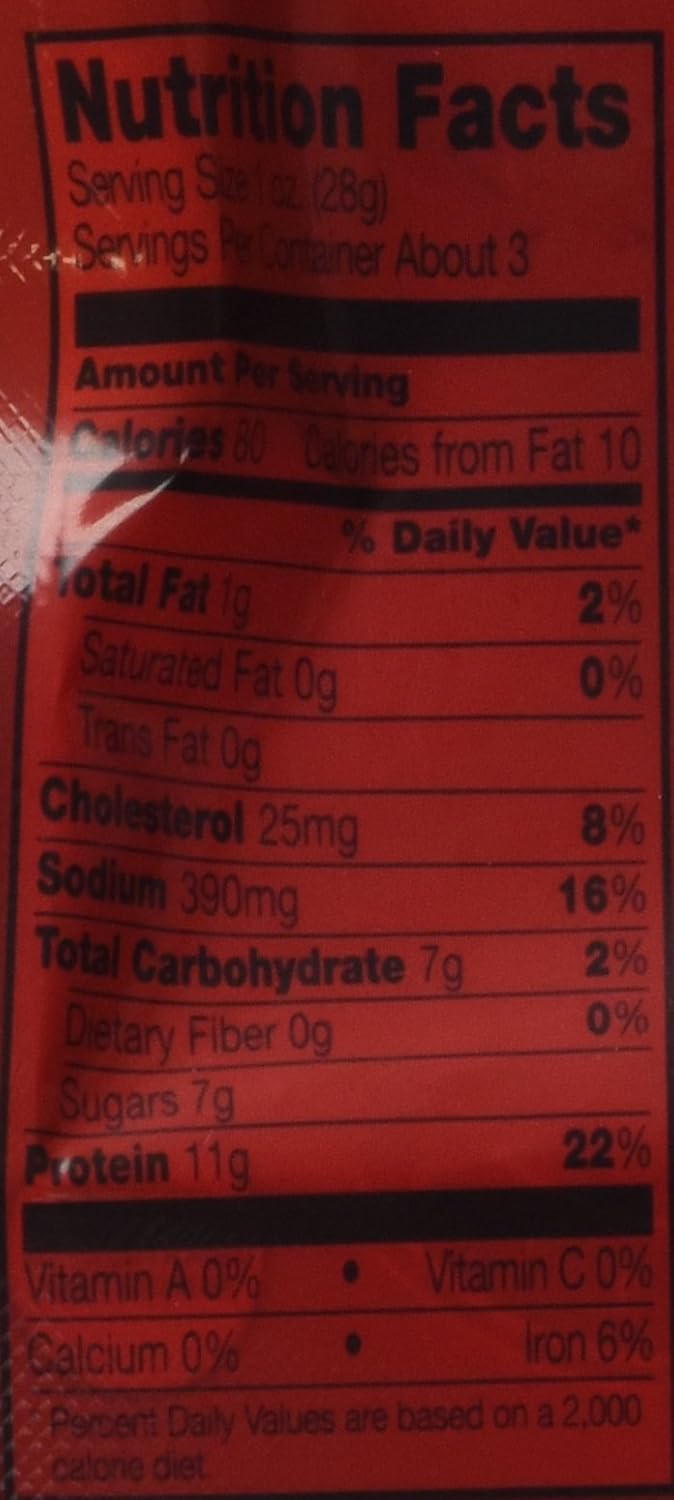 Nutrition Facts
Serving Size 1 oz. (28g)
Servings Per Container About 3
Amount Per Serving
Calories 80 Calories from Fat 10
% Daily Value*
Total Fat 1g 2%
Saturated Fat 0g 0%
Trans Fat 0g
Cholesterol 25mg 8%
Sodium 390mg 16%
Total Carbohydrate 7g 2%
Dietary Fiber 0g 0%
Sugars 7g
Protein 11g 22%
Vitamin A 0% • Vitamin C 0%
Calcium 0% • Iron 6%
Percent Daily Values are based on a 2,000
calorie diet.